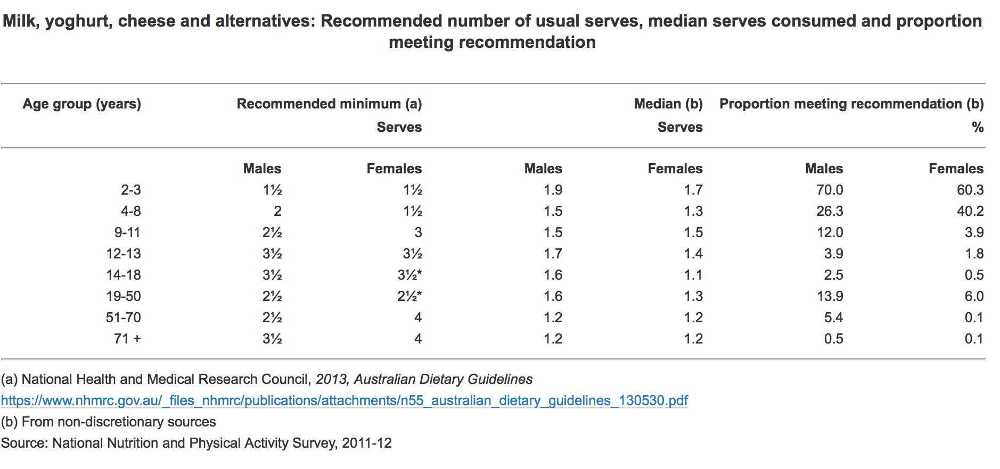 Milk, yoghurt, cheese and alternatives: Recommended number of usual serves, median serves consumed and proportion
meeting recommendation
Age group (years) Recommended minimum (a) Median (b) Proportion meeting recommendation (b)
Serves Serves %
Males Females Males Females Males Females
2-3 1½ 1½ 1.9 1.7 70.0 60.3
4-8 2 1½ 1.5 1.3 26.3 40.2
9-11 2½ 3 1.5 1.5 12.0 3.9
12-13 3½ 3½ 1.7 1.4 3.9 1.8
14-18 3½ 3½* 1.6 1.1 2.5 0.5
19-50 2½ 2½* 1.6 1.3 13.9 6.0
51-70 2½ 4 1.2 1.2 5.4 0.1
71 + 3½ 4 1.2 1.2 0.5 0.1
(a) National Health and Medical Research Council, 2013, Australian Dietary Guidelines
https://www.nhmrc.gov.au/_files_nhmrc/publications/attachments/n55_australian_dietary_guidelines_130530.pdf
(b) From non-discretionary sources
Source: National Nutrition and Physical Activity Survey, 2011-12